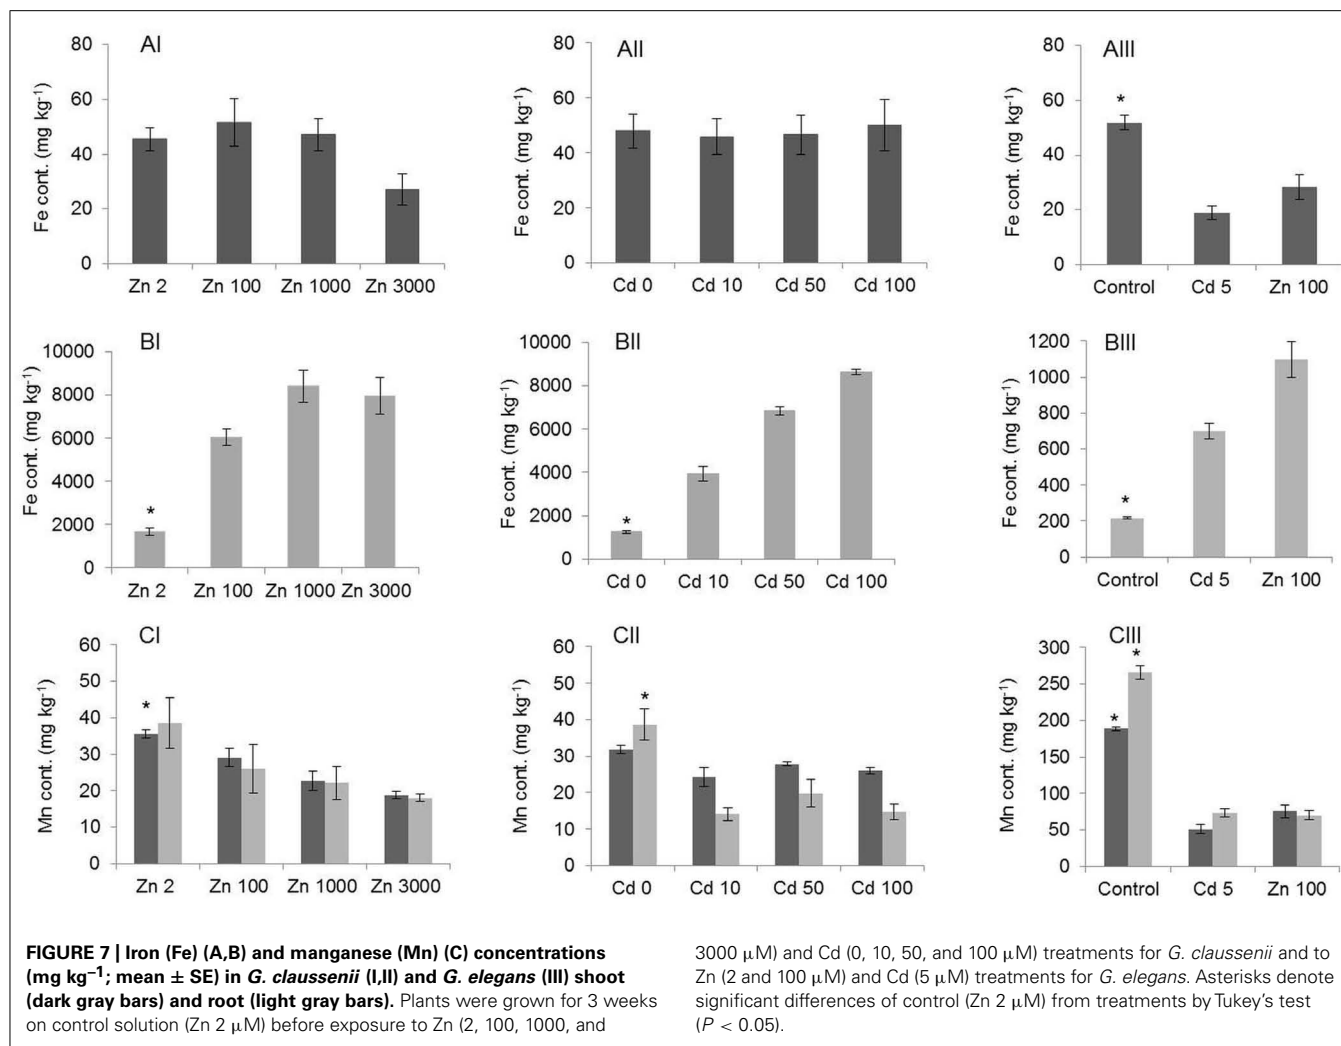 AI
Fe cont. (mg kg⁻¹)
80
60
40
20
0
Zn 2 Zn 100 Zn 1000 Zn 3000
AII
Fe cont. (mg kg⁻¹)
80
60
40
20
0
Cd 0 Cd 10 Cd 50 Cd 100
AIII
Fe cont. (mg kg⁻¹)
80
60
40
20
0
*
Control Cd 5 Zn 100
BI
Fe cont. (mg kg⁻¹)
10000
8000
6000
4000
2000
0
*
Zn 2 Zn 100 Zn 1000 Zn 3000
BII
Fe cont. (mg kg⁻¹)
10000
8000
6000
4000
2000
0
*
Cd 0 Cd 10 Cd 50 Cd 100
BIII
Fe cont. (mg kg⁻¹)
1200
1000
800
600
400
200
0
*
Control Cd 5 Zn 100
CI
Mn cont. (mg kg⁻¹)
60
50
40
30
20
10
0
*
Zn 2 Zn 100 Zn 1000 Zn 3000
CII
Mn cont. (mg kg⁻¹)
60
50
40
30
20
10
0
*
Cd 0 Cd 10 Cd 50 Cd 100
CIII
Mn cont. (mg kg⁻¹)
300
250
200
150
100
50
0
*
*
Control Cd 5 Zn 100
FIGURE 7 | Iron (Fe) (A,B) and manganese (Mn) (C) concentrations
(mg kg⁻¹; mean ± SE) in G. claussenii (I,II) and G. elegans (III) shoot
(dark gray bars) and root (light gray bars). Plants were grown for 3 weeks
on control solution (Zn 2 μM) before exposure to Zn (2, 100, 1000, and
3000 μM) and Cd (0, 10, 50, and 100 μM) treatments for G. claussenii and to
Zn (2 and 100 μM) and Cd (5 μM) treatments for G. elegans. Asterisks denote
significant differences of control (Zn 2 μM) from treatments by Tukey's test
(P < 0.05).